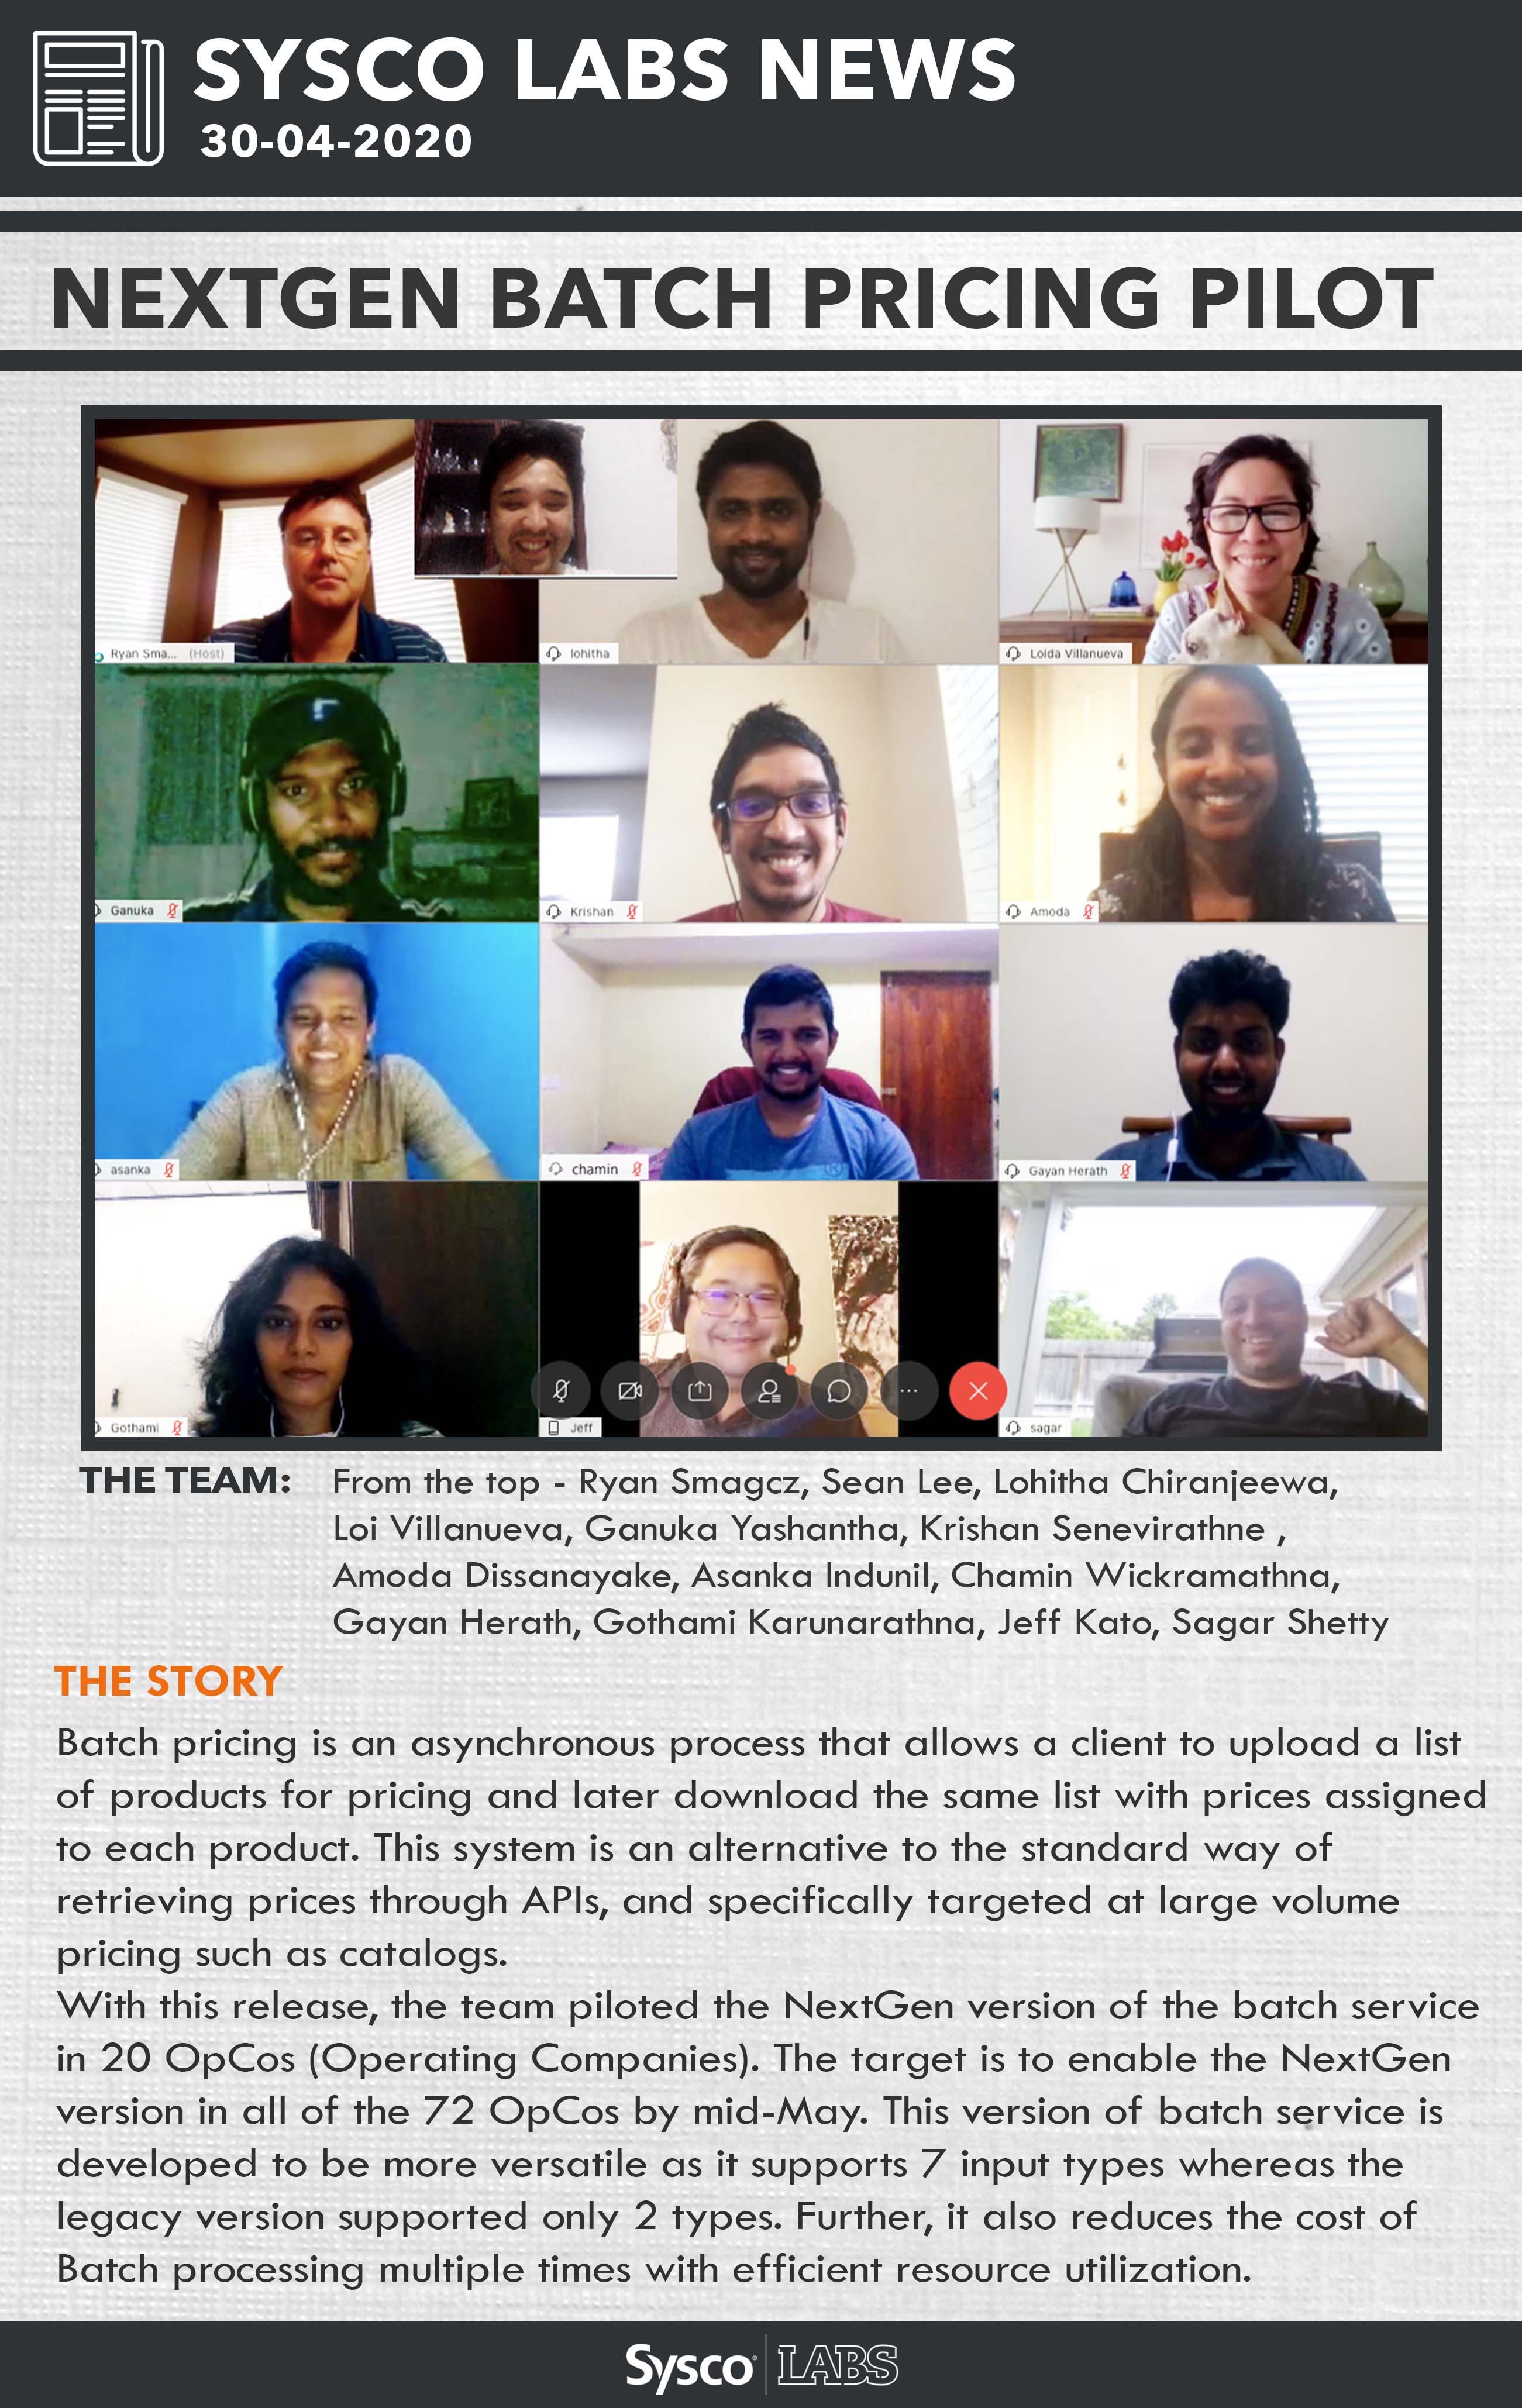 SYSCO LABS NEWS
30-04-2020
NEXTGEN BATCH PRICING PILOT
Ryan Sma... (Host)
lohitha
Loida Villanueva
Ganuka
Krishan
Amoda
asanka
chamin
Gayan Herath
Gothami
Jeff
sagar
THE TEAM: From the top - Ryan Smagcz, Sean Lee, Lohitha Chiranjeewa,
Loi Villanueva, Ganuka Yashantha, Krishan Senevirathne ,
Amoda Dissanayake, Asanka Indunil, Chamin Wickramathna,
Gayan Herath, Gothami Karunarathna, Jeff Kato, Sagar Shetty
THE STORY
Batch pricing is an asynchronous process that allows a client to upload a list
of products for pricing and later download the same list with prices assigned
to each product. This system is an alternative to the standard way of
retrieving prices through APIs, and specifically targeted at large volume
pricing such as catalogs.
With this release, the team piloted the NextGen version of the batch service
in 20 OpCos (Operating Companies). The target is to enable the NextGen
version in all of the 72 OpCos by mid-May. This version of batch service is
developed to be more versatile as it supports 7 input types whereas the
legacy version supported only 2 types. Further, it also reduces the cost of
Batch processing multiple times with efficient resource utilization.
Sysco LABS